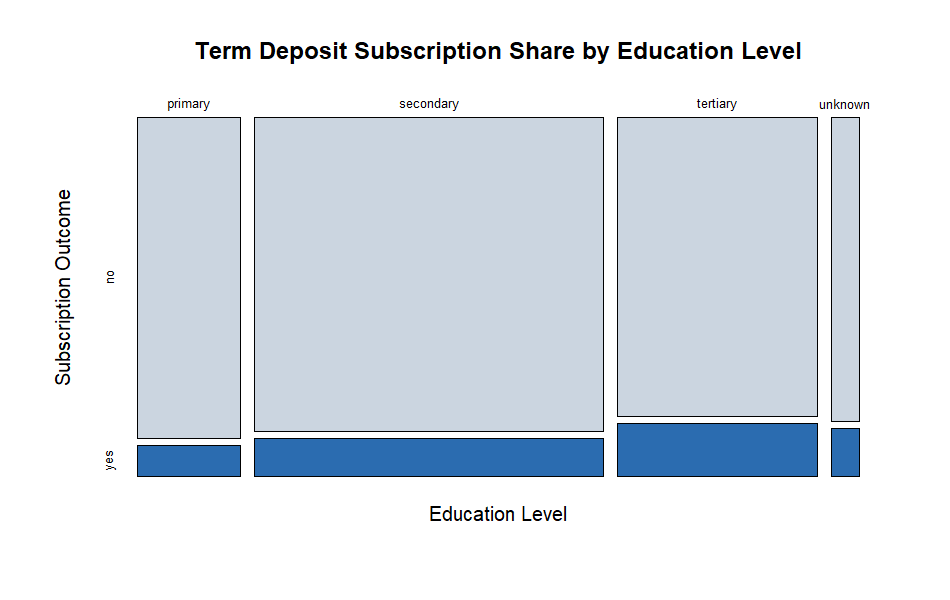 Term Deposit Subscription Share by Education Level
primary
secondary
tertiary
unknown
Subscription Outcome
no
yes
Education Level